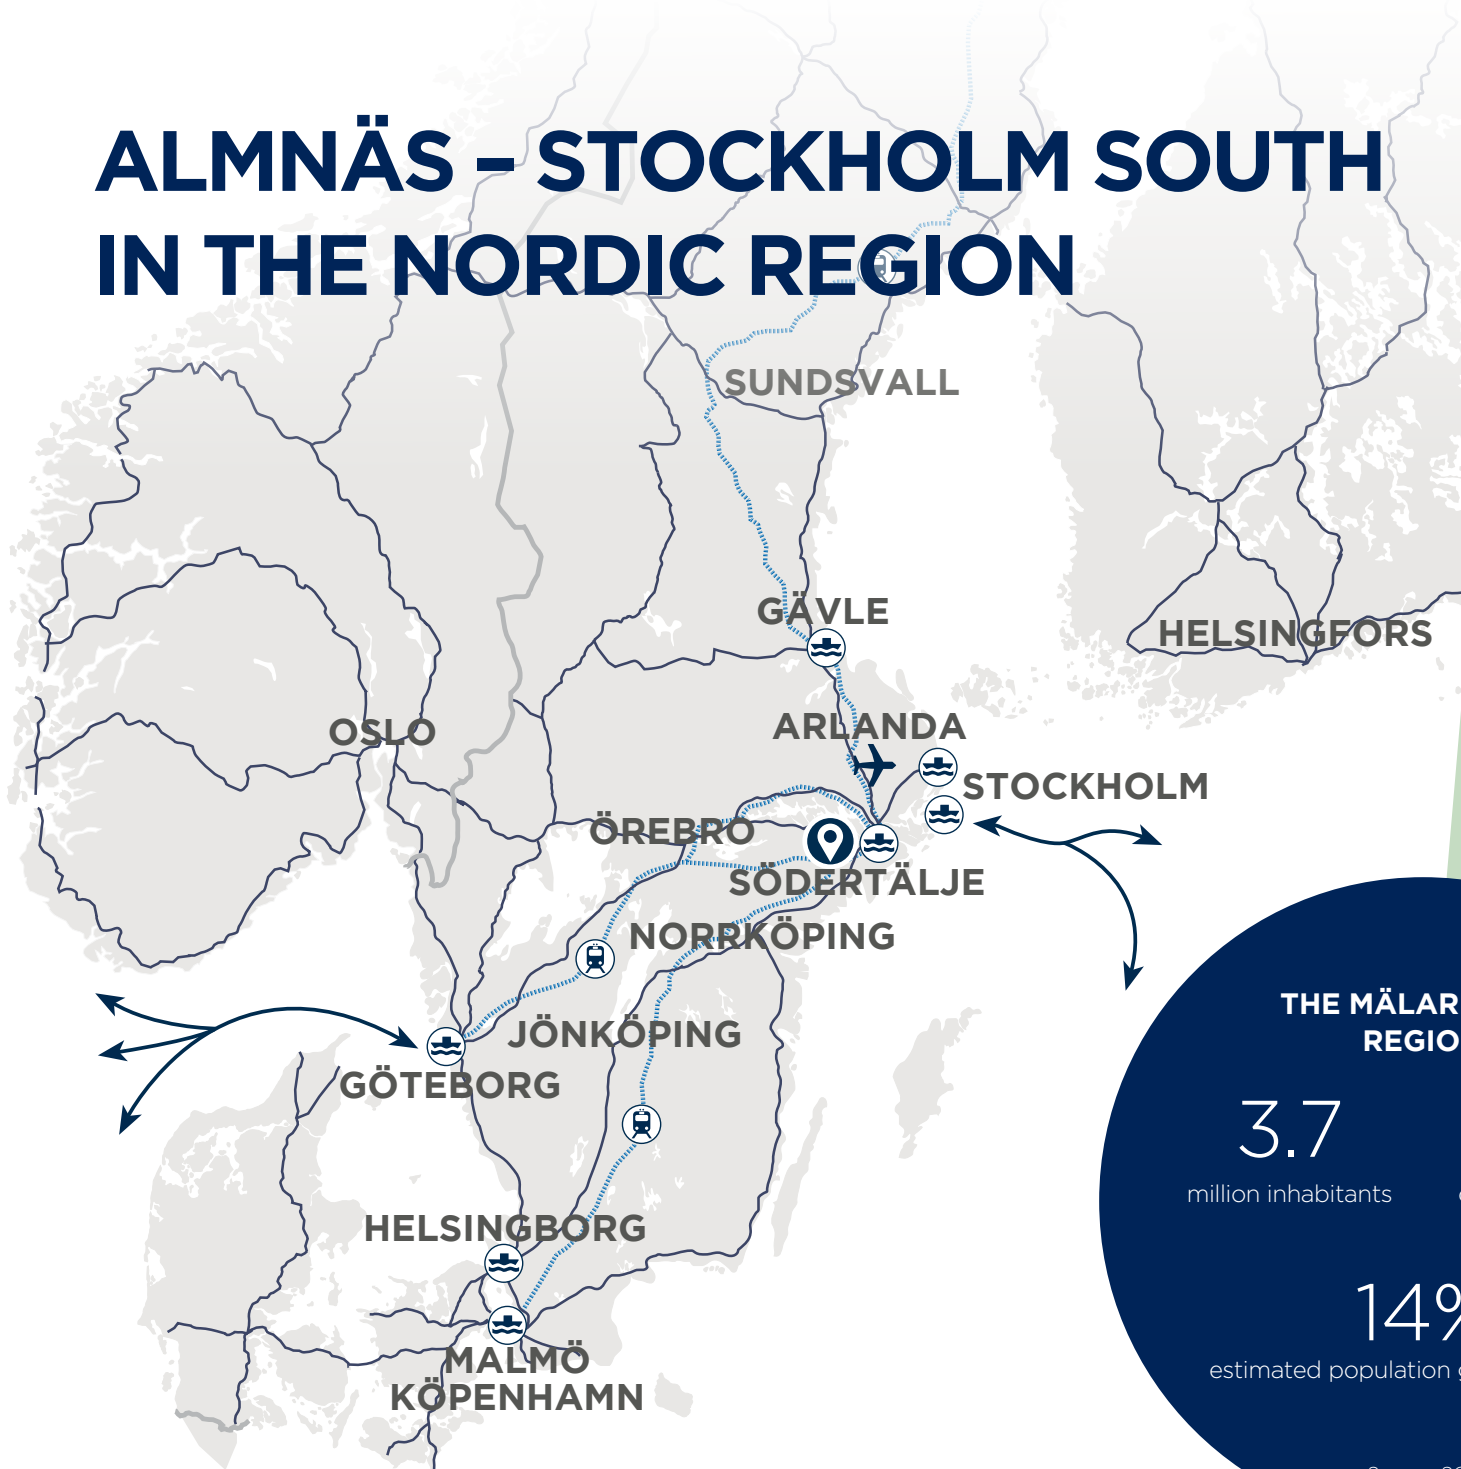 ALMNÄS – STOCKHOLM SOUTH
IN THE NORDIC REGION
SUNDSVALL
GÄVLE
HELSINGFORS
ARLANDA
OSLO
STOCKHOLM
ÖREBRO
SÖDERTÄLJE
NORRKÖPING
JÖNKÖPING
GÖTEBORG
HELSINGBORG
MALMÖ
KÖPENHAMN
THE MÄLAR
REGIO
3.7
million inhabitants
14%
estimated population